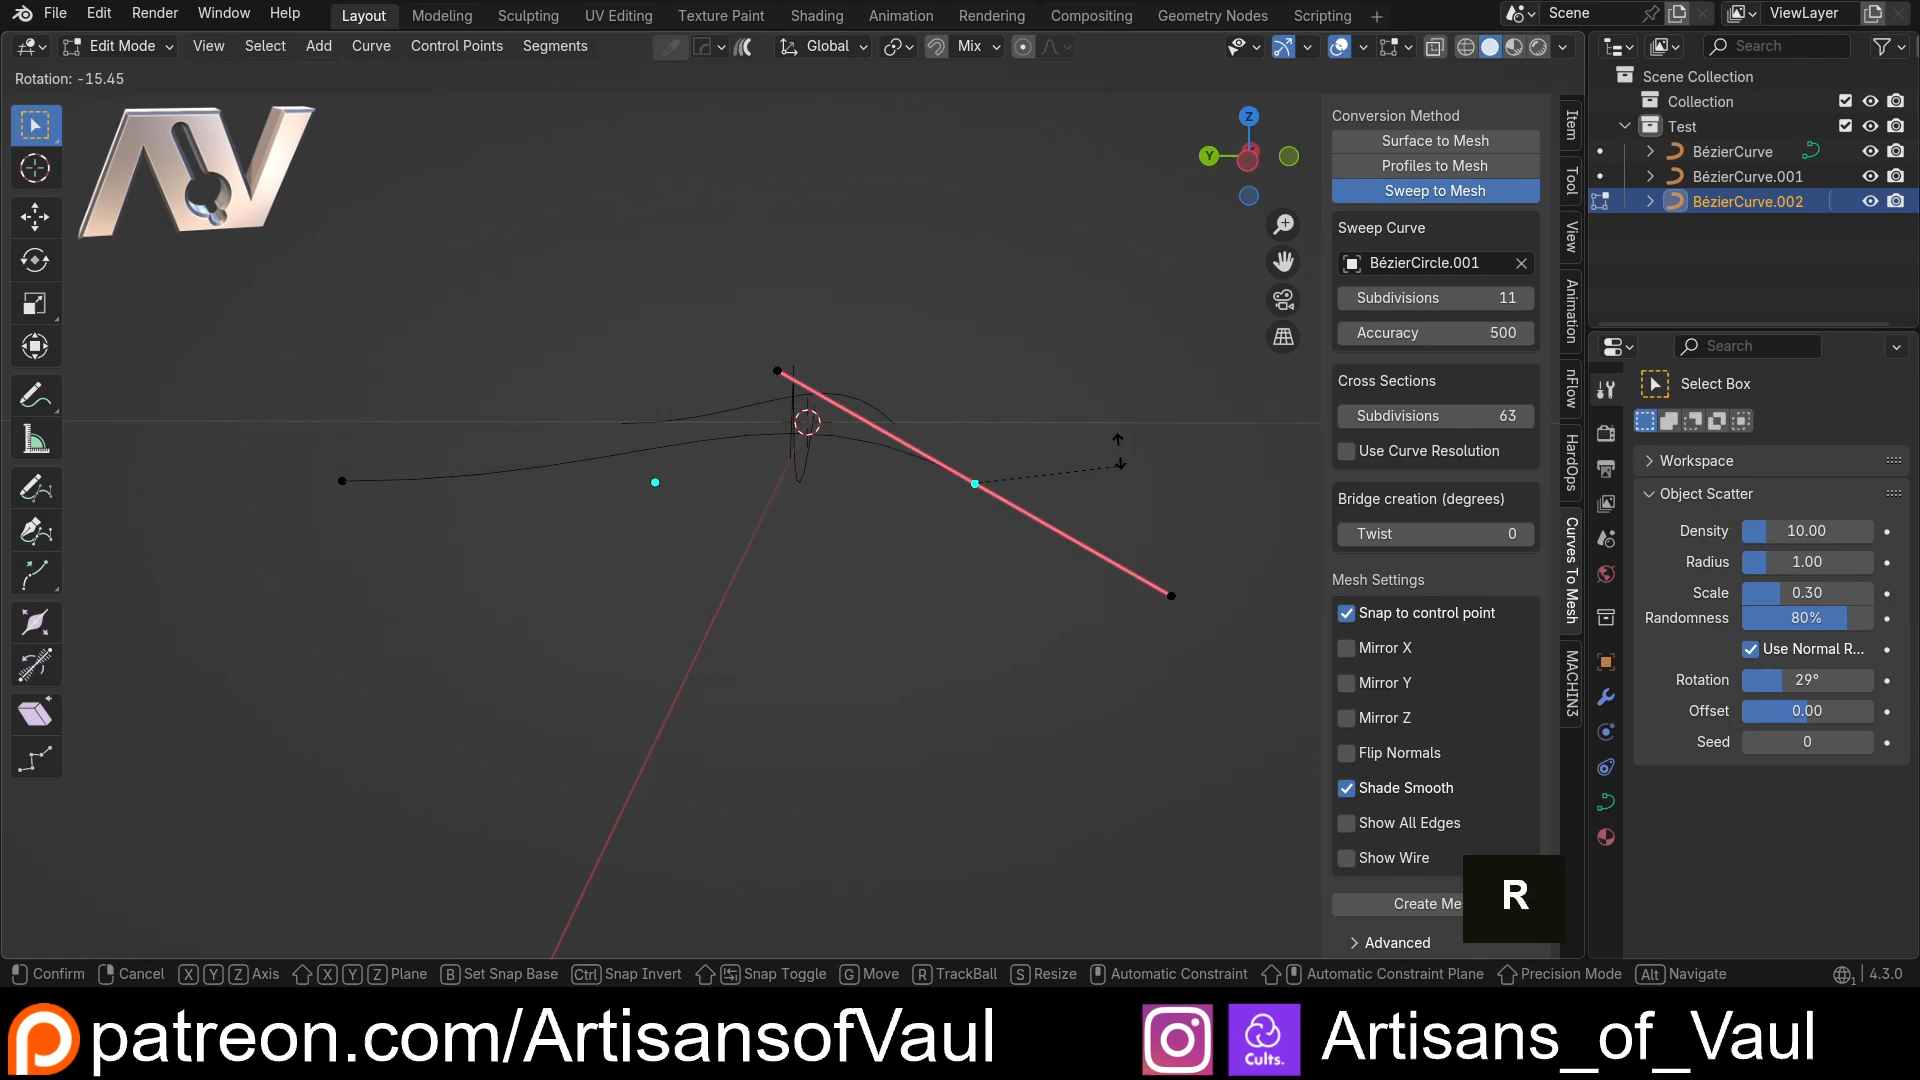 File Edit Render Window Help Layout Modeling Sculpting UV Editing Texture Paint Shading Animation Rendering Compositing Geometry Nodes Scripting + Scene ViewLayer
Edit Mode View Select Add Curve Control Points Segments Global Mix Search
Rotation: -15.45
AV
Z
Y
Conversion Method
Surface to Mesh
Profiles to Mesh
Sweep to Mesh
Sweep Curve
BézierCircle.001
Subdivisions 11
Accuracy 500
Cross Sections
Subdivisions 63
Use Curve Resolution
Bridge creation (degrees)
Twist 0
Mesh Settings
Snap to control point
Mirror X
Mirror Y
Mirror Z
Flip Normals
Shade Smooth
Show All Edges
Show Wire
Create Me
Advanced
R
Item
Tool
View
Animation
nFlow
HardOps
Curves To Mesh
MACHIN3
Scene Collection
Collection
Test
BézierCurve
BézierCurve.001
BézierCurve.002
Search
Select Box
Workspace
Object Scatter
Density 10.00
Radius 1.00
Scale 0.30
Randomness 80%
Use Normal R...
Rotation 29°
Offset 0.00
Seed 0
Confirm Cancel X Y Z Axis X Y Z Plane B Set Snap Base Ctrl Snap Invert Snap Toggle G Move R TrackBall S Resize Automatic Constraint Automatic Constraint Plane Precision Mode Alt Navigate 4.3.0
patreon.com/ArtisansofVaul Cults. Artisans_of_Vaul